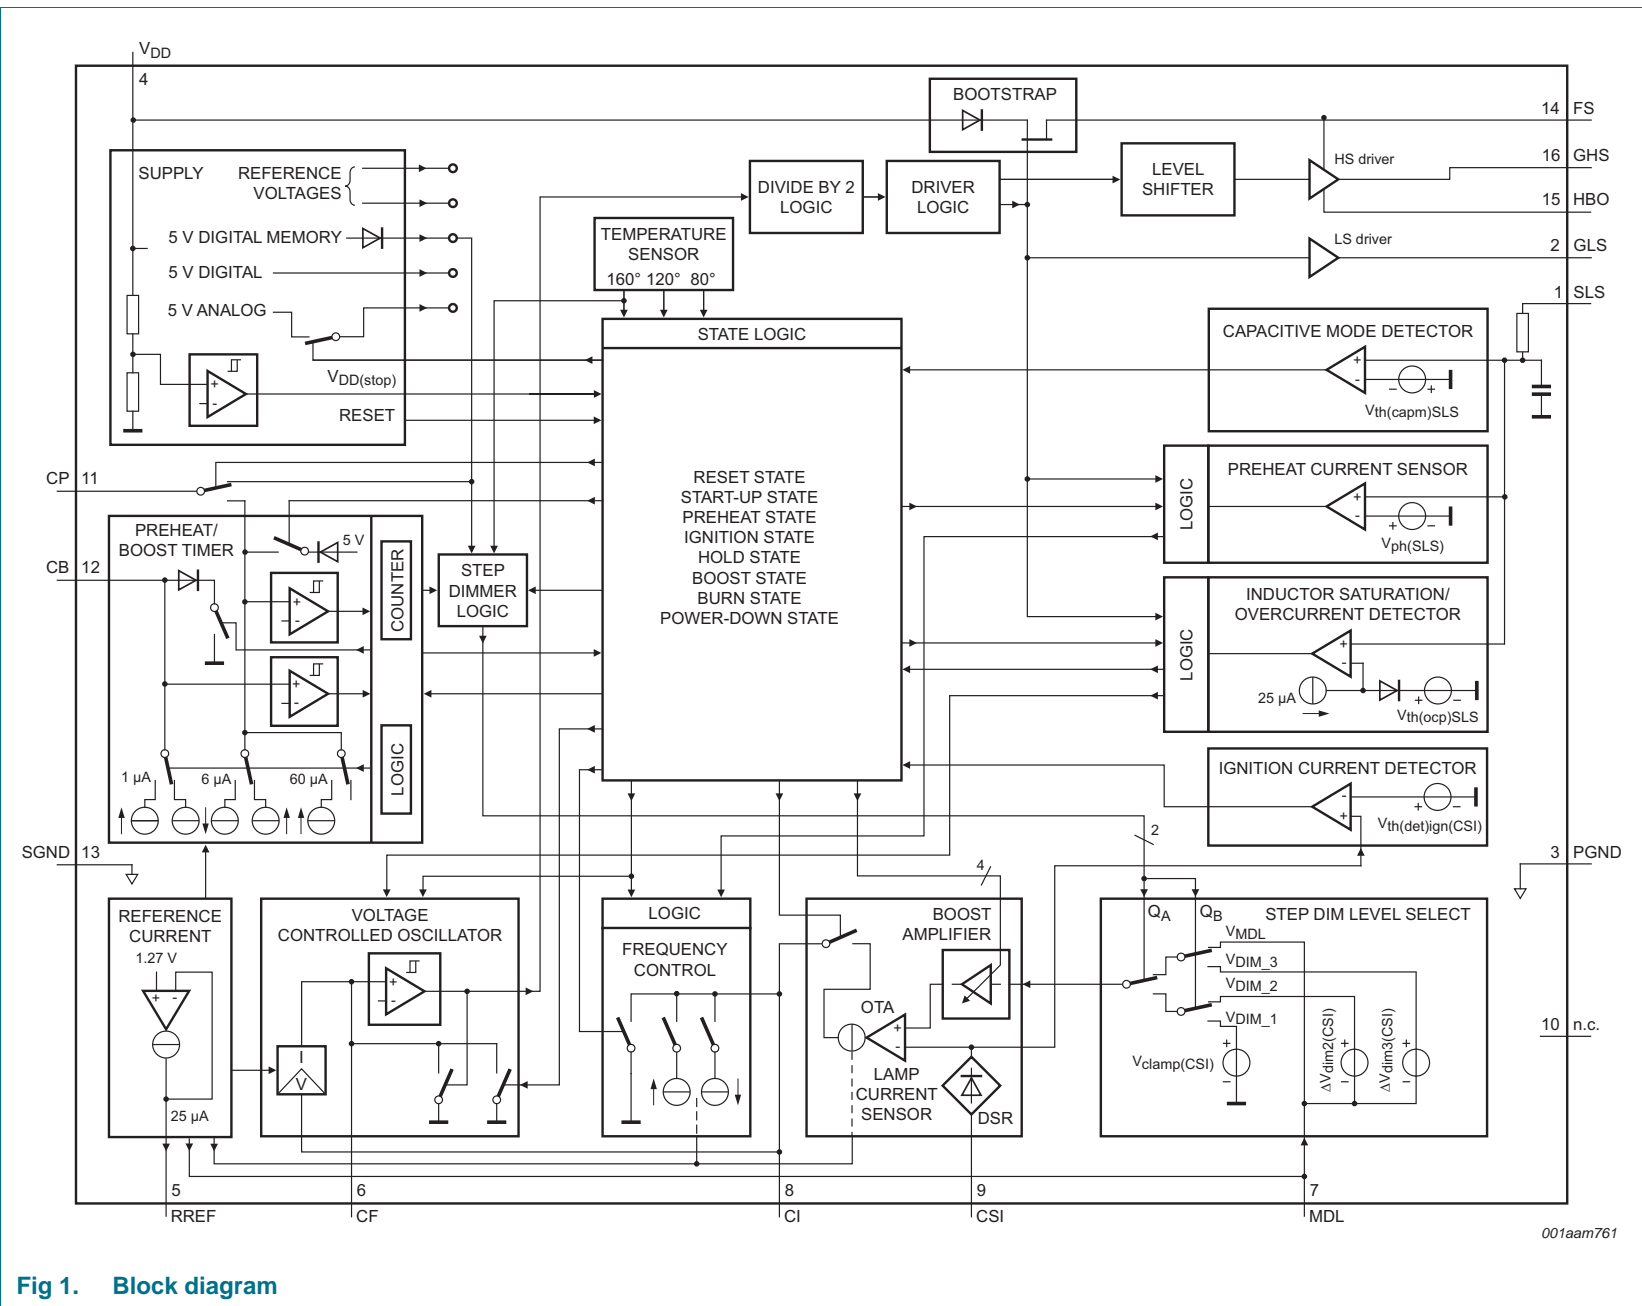 VDD
4
BOOTSTRAP
14 FS
SUPPLY
REFERENCE
VOLTAGES
5 V DIGITAL MEMORY
5 V DIGITAL
5 V ANALOG
VDD(stop)
RESET
TEMPERATURE
SENSOR
160° 120° 80°
DIVIDE BY 2
LOGIC
DRIVER
LOGIC
LEVEL
SHIFTER
HS driver
16 GHS
15 HBO
LS driver
2 GLS
1 SLS
STATE LOGIC
RESET STATE
START-UP STATE
PREHEAT STATE
IGNITION STATE
HOLD STATE
BOOST STATE
BURN STATE
POWER-DOWN STATE
CAPACITIVE MODE DETECTOR
+
-
− +
Vth(capm)SLS
PREHEAT CURRENT SENSOR
LOGIC
+
-
+ −
Vph(SLS)
INDUCTOR SATURATION/
OVERCURRENT DETECTOR
LOGIC
+
-
25 µA
+ −
Vth(ocp)SLS
IGNITION CURRENT DETECTOR
-
+
+ −
Vth(det)ign(CSI)
CP 11
CB 12
PREHEAT/
BOOST TIMER
5 V
COUNTER
LOGIC
+
-
+
-
1 µA 6 µA 60 µA
STEP
DIMMER
LOGIC
SGND 13
3 PGND
10 n.c.
REFERENCE
CURRENT
1.27 V
+ -
25 µA
VOLTAGE
CONTROLLED OSCILLATOR
+
-
I
V
LOGIC
FREQUENCY
CONTROL
4
BOOST
AMPLIFIER
OTA
+
-
LAMP
CURRENT
SENSOR
DSR
2
QA QB
STEP DIM LEVEL SELECT
VMDL
VDIM_3
VDIM_2
VDIM_1
Vclamp(CSI)
+
−
ΔVdim2(CSI)
+
−
ΔVdim3(CSI)
+
−
5 6 8 9 7
RREF CF CI CSI MDL
001aam761
Fig 1. Block diagram